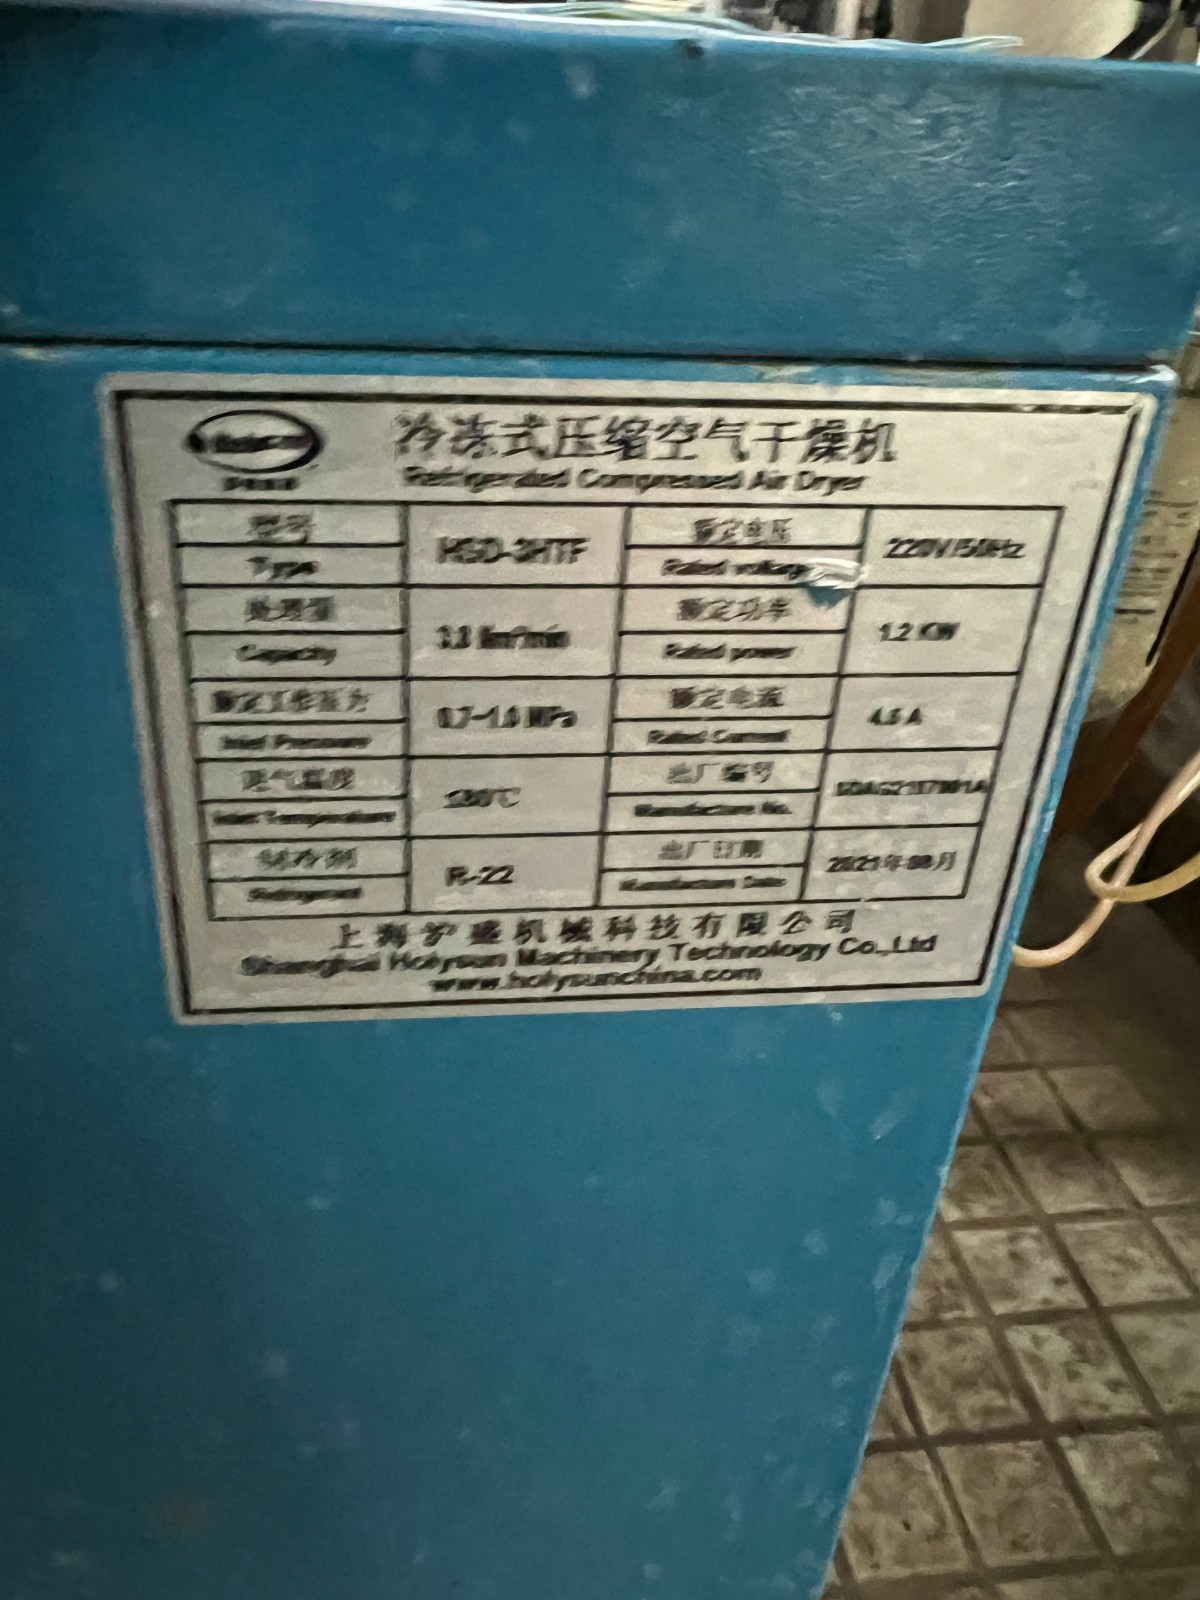 冷冻式压缩空气干燥机
Refrigerated Compressed Air Dryer
型号
Type
HSD-3HTF
额定电压
Rated voltage
220V/50Hz
处理量
Capacity
Nm³/min
额定功率
Rated power
1.2 KW
额定工作压力
Inlet Pressure
MPa
额定电流
Rated Current
A
进气温度
Inlet Temperature
出厂编号
Manufacture No.
制冷剂
Refrigerant
R-22
出厂日期
Manufacture Date
上海沪盛机械科技有限公司
Shanghai Holysun Machinery Technology Co.,Ltd
www.holysunchina.com